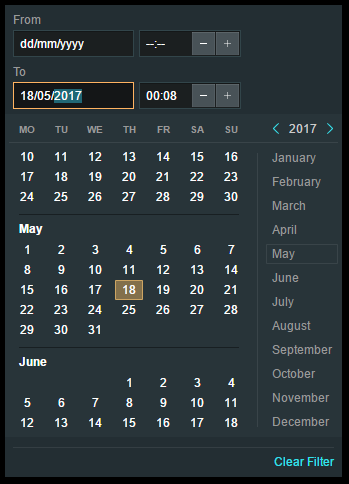 From
dd/mm/yyyy --:-- − +
To
18/05/2017 00:08 − +
MO TU WE TH FR SA SU
< 2017 >
10 11 12 13 14 15 16
17 18 19 20 21 22 23
24 25 26 27 28 29 30
May
1 2 3 4 5 6 7
8 9 10 11 12 13 14
15 16 17 18 19 20 21
22 23 24 25 26 27 28
29 30 31
June
1 2 3 4
5 6 7 8 9 10 11
12 13 14 15 16 17 18
January
February
March
April
May
June
July
August
September
October
November
December
Clear Filter